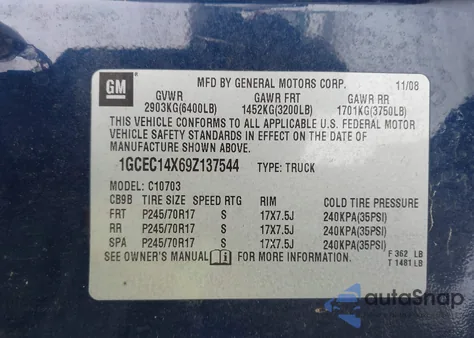 GM
MFD BY GENERAL MOTORS CORP. 11/08
GVWR GAWR FRT GAWR RR
2903KG(6400LB) 1452KG(3200LB) 1701KG(3750LB)
THIS VEHICLE CONFORMS TO ALL APPLICABLE U.S. FEDERAL MOTOR
VEHICLE SAFETY STANDARDS IN EFFECT ON THE DATE OF
MANUFACTURE SHOWN ABOVE.
1GCEC14X69Z137544 TYPE: TRUCK
MODEL: C10703
CB9B TIRE SIZE SPEED RTG RIM COLD TIRE PRESSURE
FRT P245/70R17 S 17X7.5J 240KPA(35PSI)
RR P245/70R17 S 17X7.5J 240KPA(35PSI)
SPA P245/70R17 S 17X7.5J 240KPA(35PSI)
SEE OWNER'S MANUAL i FOR MORE INFORMATION. F 362 LB
T 1481 LB
autoSnap